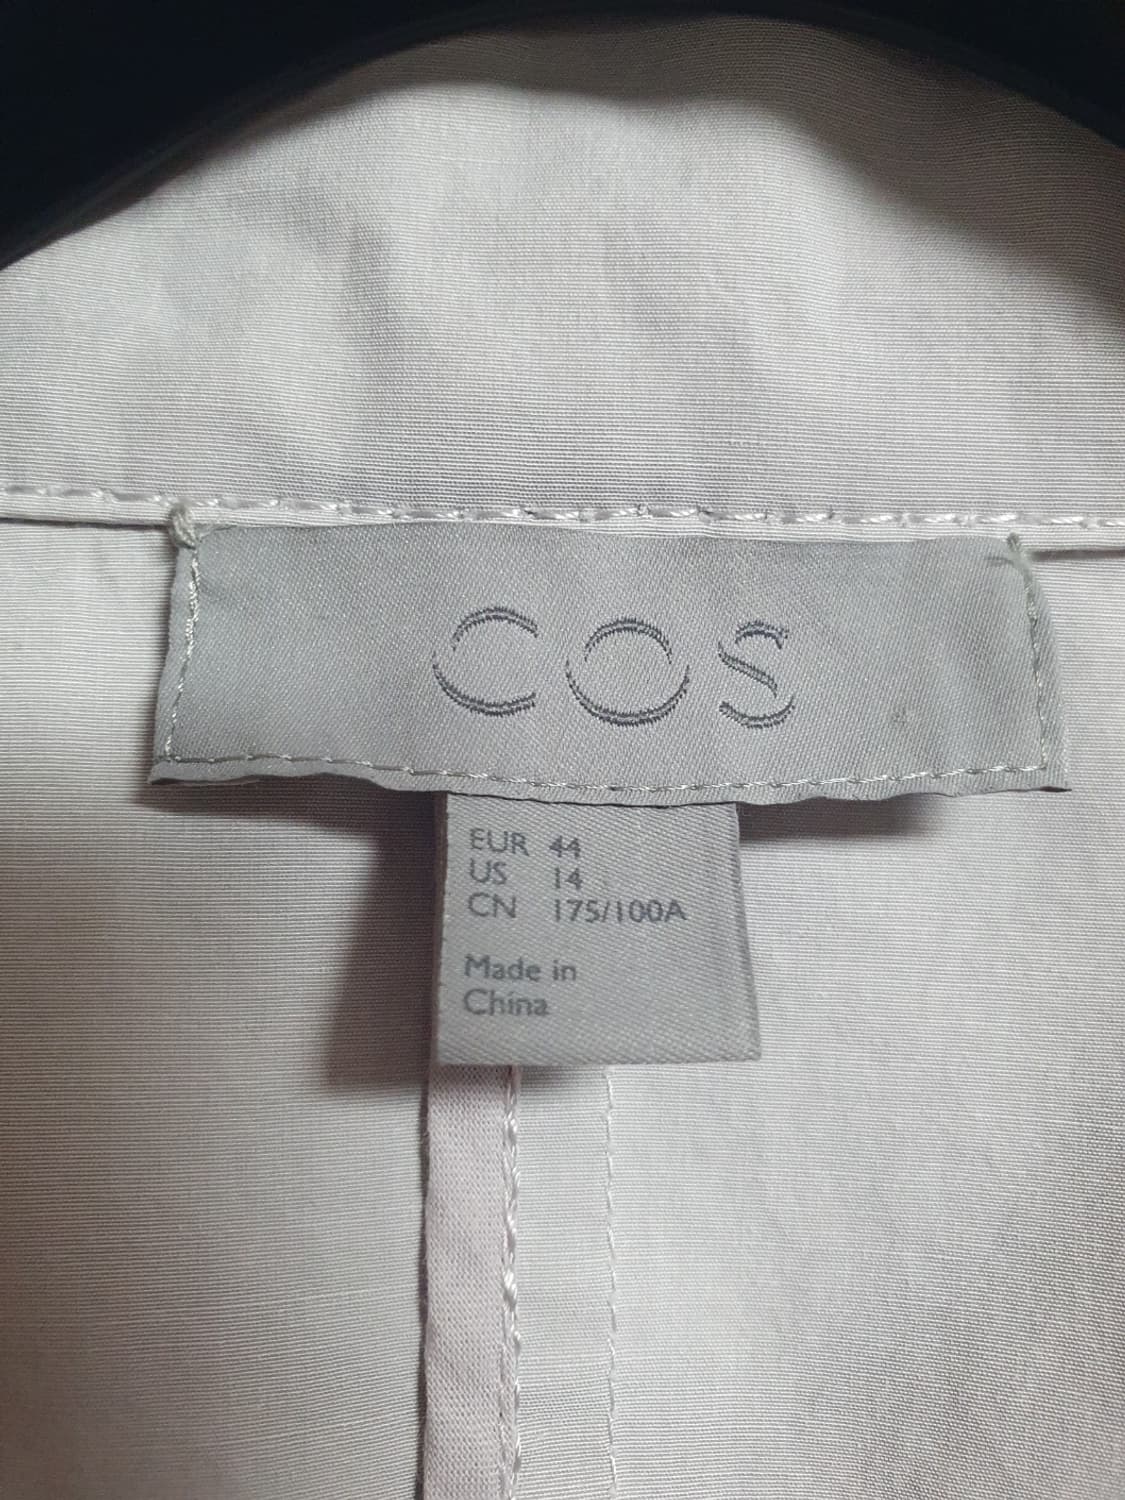 COS
EUR 44
US 14
CN 175/100A
Made in
China